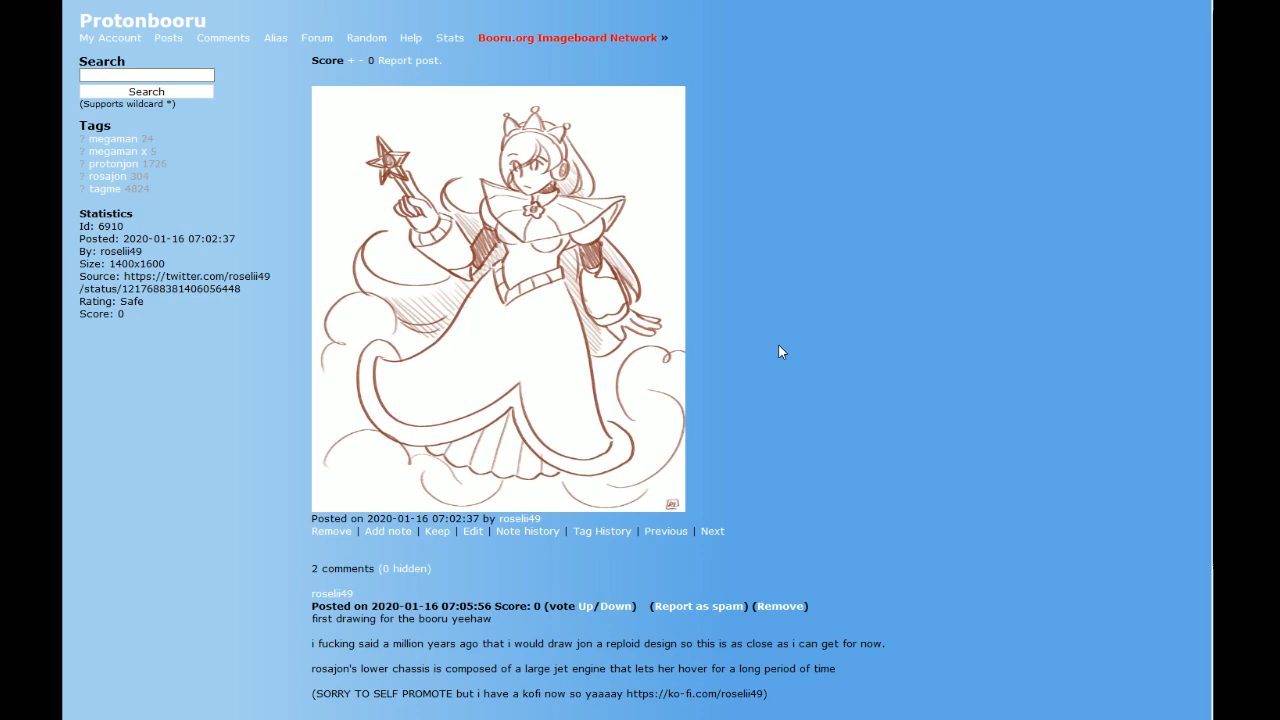 Protonbooru
My Account Posts Comments Alias Forum Random Help Stats Booru.org Imageboard Network »
Search
Search
(Supports wildcard *)
Tags
? megaman 24
? megaman x 5
? protonjon 1726
? rosajon 304
? tagme 4824
Statistics
Id: 6910
Posted: 2020-01-16 07:02:37
By: roselii49
Size: 1400x1600
Source: https://twitter.com/roselii49
/status/1217688381406056448
Rating: Safe
Score: 0
Score + - 0 Report post.
Posted on 2020-01-16 07:02:37 by roselii49
Remove | Add note | Keep | Edit | Note history | Tag History | Previous | Next
2 comments (0 hidden)
roselii49
Posted on 2020-01-16 07:05:56 Score: 0 (vote Up/Down) (Report as spam) (Remove)
first drawing for the booru yeehaw
i fucking said a million years ago that i would draw jon a reploid design so this is as close as i can get for now.
rosajon's lower chassis is composed of a large jet engine that lets her hover for a long period of time
(SORRY TO SELF PROMOTE but i have a kofi now so yaaaay https://ko-fi.com/roselii49)